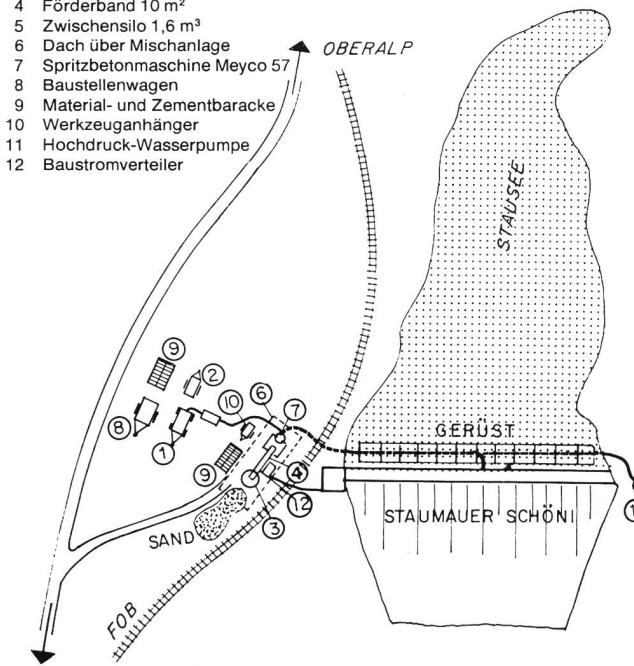 4 Förderband 10 m²
5 Zwischensilo 1,6 m³
6 Dach über Mischanlage
7 Spritzbetonmaschine Meyco 57
8 Baustellenwagen
9 Material- und Zementbaracke
10 Werkzeuganhänger
11 Hochdruck-Wasserpumpe
12 Baustromverteiler
OBERALP
STAUSEE
9
2
8
1
10
6
7
9
4
12
3
SAND
FOB
GERÜST
STAUMAUER SCHÖNI